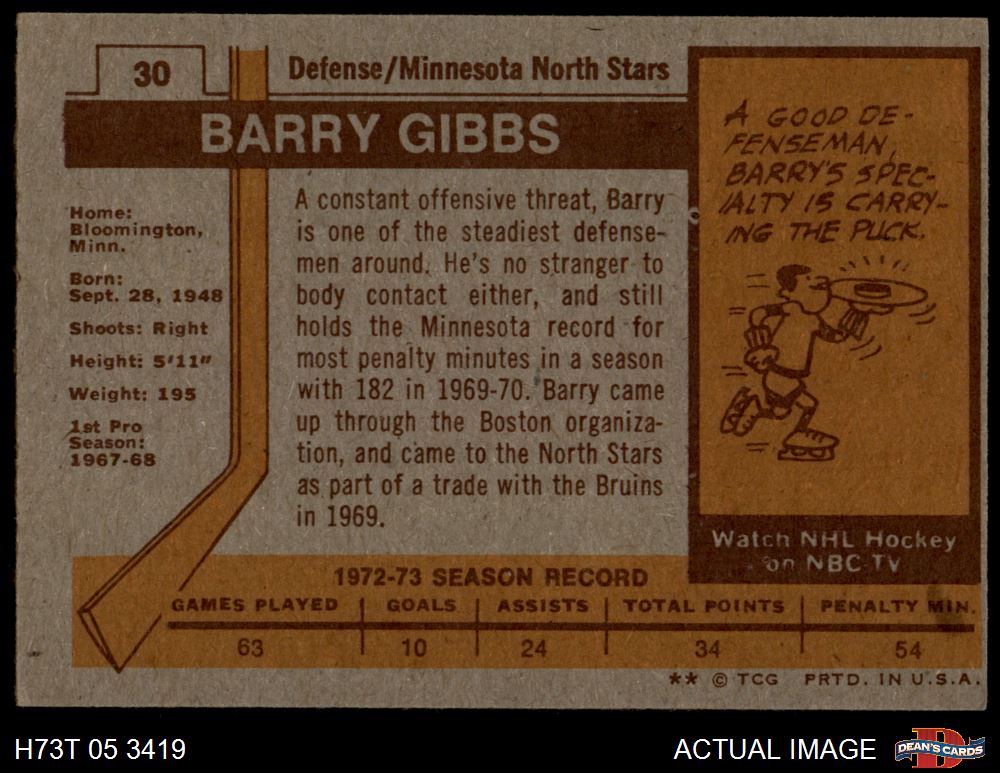 30
Defense/Minnesota North Stars
BARRY GIBBS
Home:
Bloomington,
Minn.
Born:
Sept. 28, 1948
Shoots: Right
Height: 5'11"
Weight: 195
1st Pro
Season:
1967-68
A constant offensive threat, Barry
is one of the steadiest defense-
men around. He's no stranger to
body contact either, and still
holds the Minnesota record for
most penalty minutes in a season
with 182 in 1969-70. Barry came
up through the Boston organiza-
tion, and came to the North Stars
as part of a trade with the Bruins
in 1969.
A GOOD DE-
FENSEMAN,
BARRY'S SPEC-
IALTY IS CARRY-
ING THE PUCK.
Watch NHL Hockey
on NBC TV
1972-73 SEASON RECORD
GAMES PLAYED GOALS ASSISTS TOTAL POINTS PENALTY MIN.
63 10 24 34 54
** © TCG PRTD. IN U.S.A.
H73T 05 3419 ACTUAL IMAGE DEAN'S CARDS